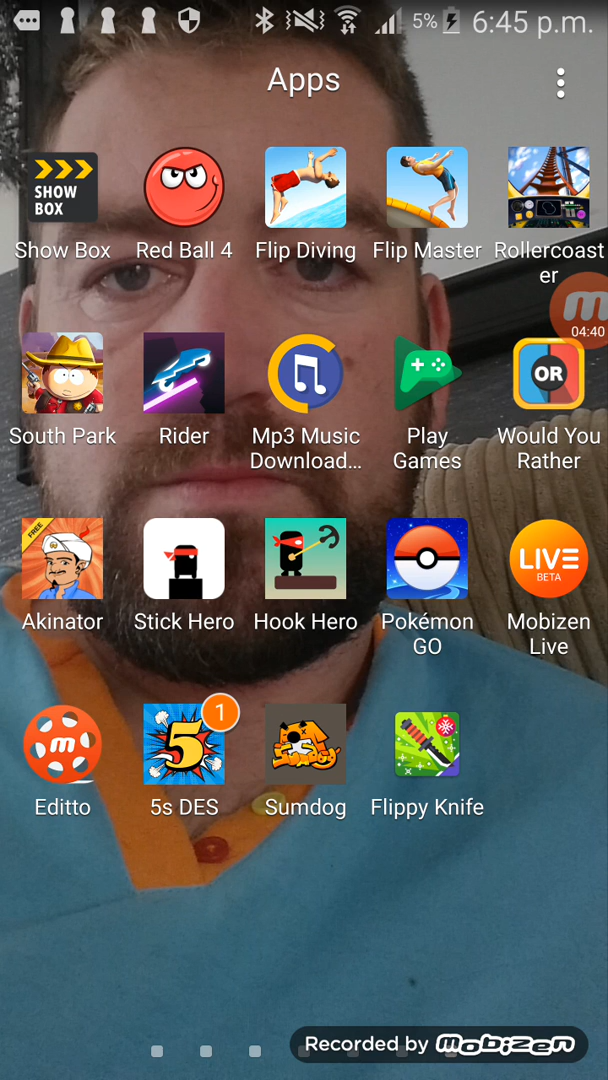 5% 6:45 p.m.
Apps
SHOW
BOX
Show Box
Red Ball 4
Flip Diving
Flip Master
Rollercoast
er
04:40
South Park
Rider
Mp3 Music
Download...
Play
Games
OR
Would You
Rather
FREE
Akinator
Stick Hero
Hook Hero
Pokémon
GO
LIVE
BETA
Mobizen
Live
Editto
5
1
5s DES
Sumdog
Sumdog
Flippy Knife
Recorded by Mobizen